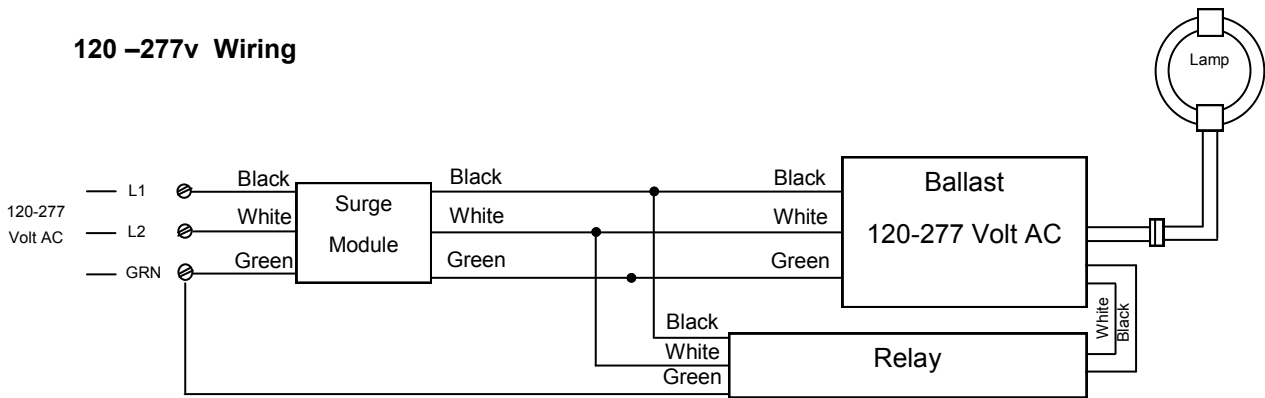 120 –277v Wiring
Lamp
120-277
Volt AC
L1
L2
GRN
Black
White
Green
Surge
Module
Black
White
Green
Black
White
Green
Ballast
120-277 Volt AC
White
Black
Black
White
Green
Relay